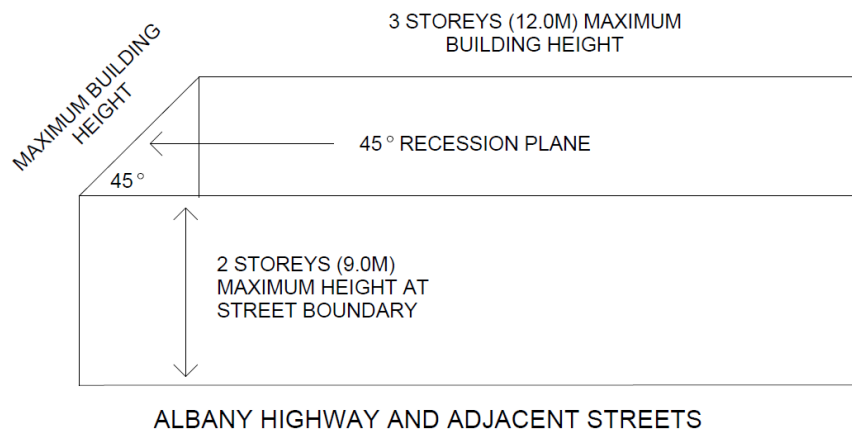 3 STOREYS (12.0M) MAXIMUM
BUILDING HEIGHT
MAXIMUM BUILDING
HEIGHT
45° RECESSION PLANE
45°
2 STOREYS (9.0M)
MAXIMUM HEIGHT AT
STREET BOUNDARY
ALBANY HIGHWAY AND ADJACENT STREETS